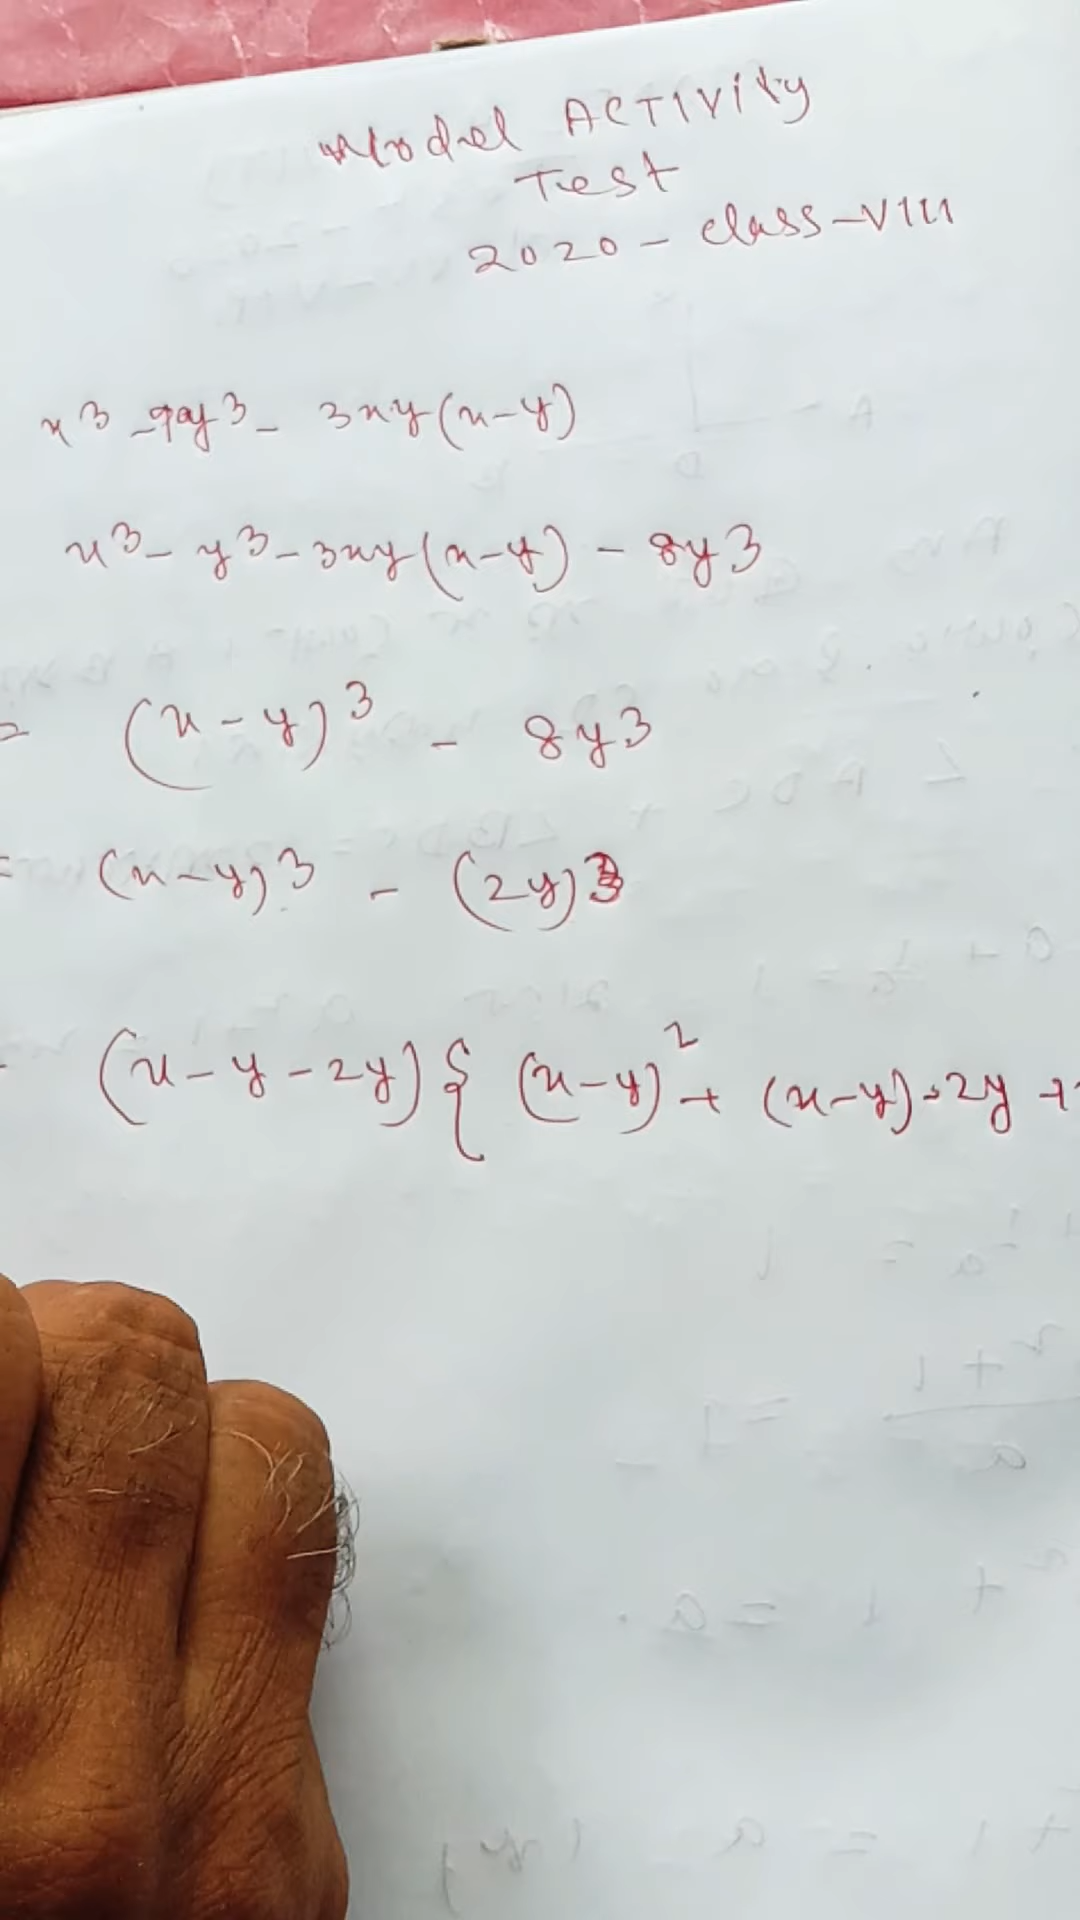 Model ACTIVITY
Test
2020 - class-VIII
x³ - 9y³ - 3xy(x-y)
x³ - y³ - 3xy(x-y) - 8y3
= (x-y)³ - 8y3
= (x-y)3 - (2y)3
= (x-y-2y){(x-y)² + (x-y).2y +